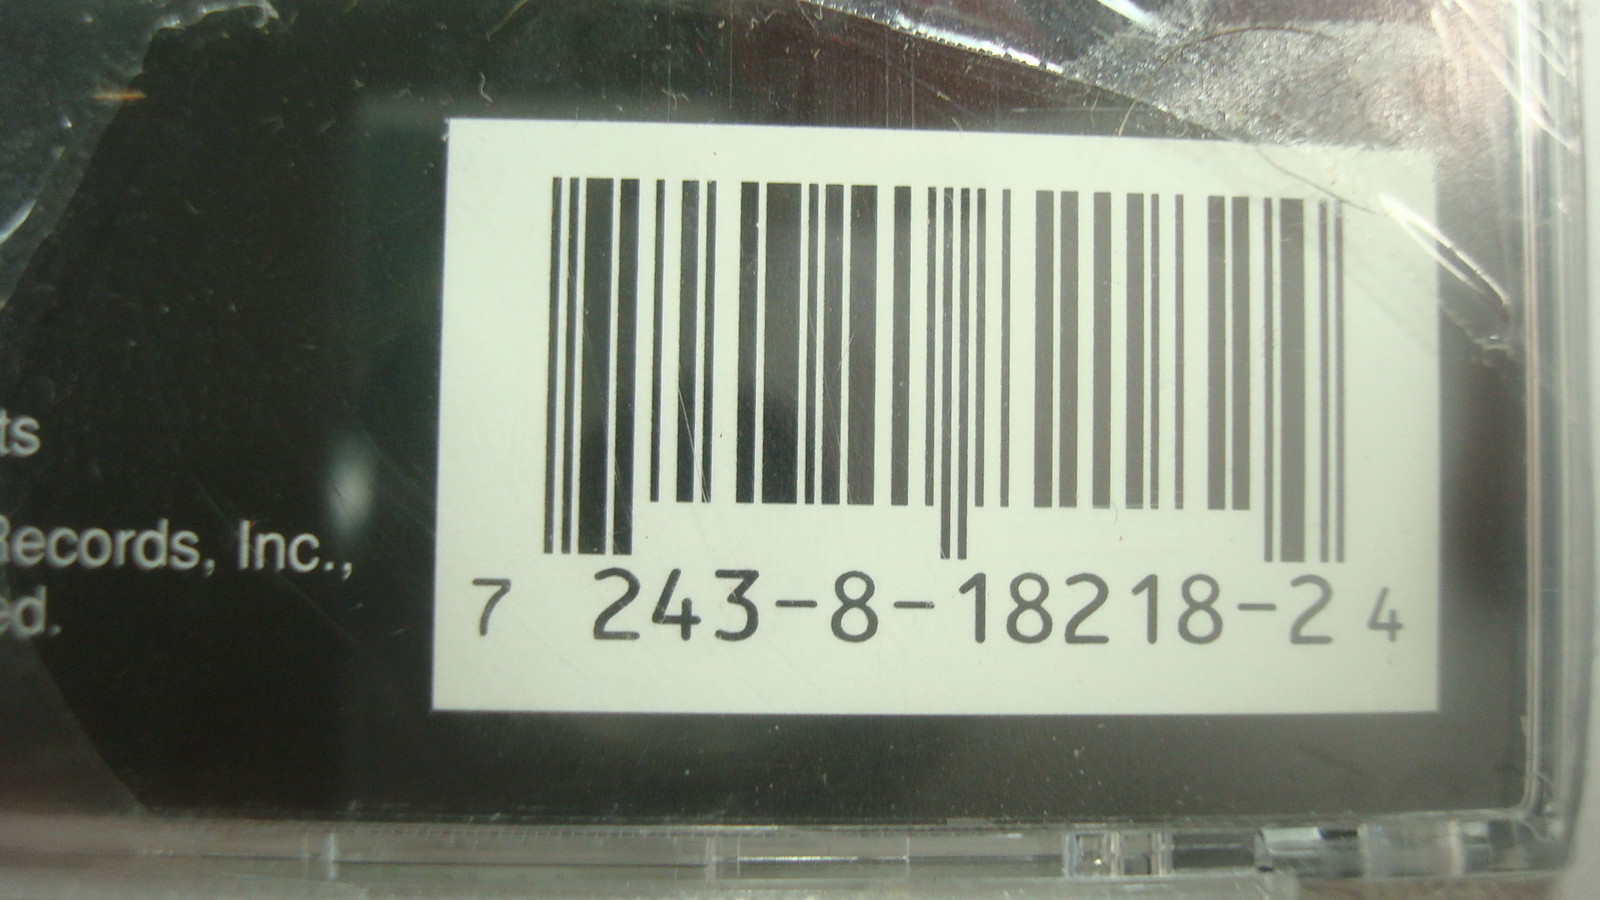 ts
Records, Inc.,
ed.
7 243-8-18218-2 4